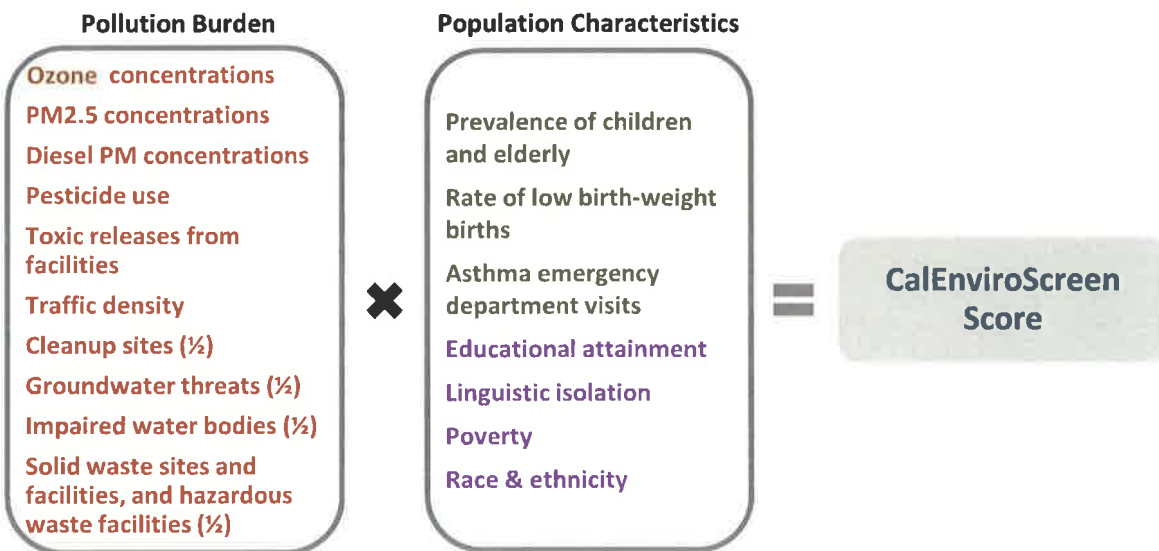 Pollution Burden
Ozone concentrations
PM2.5 concentrations
Diesel PM concentrations
Pesticide use
Toxic releases from
facilities
Traffic density
Cleanup sites (½)
Groundwater threats (½)
Impaired water bodies (½)
Solid waste sites and
facilities, and hazardous
waste facilities (½)
✖
Population Characteristics
Prevalence of children
and elderly
Rate of low birth-weight
births
Asthma emergency
department visits
Educational attainment
Linguistic isolation
Poverty
Race & ethnicity
=
CalEnviroScreen
Score